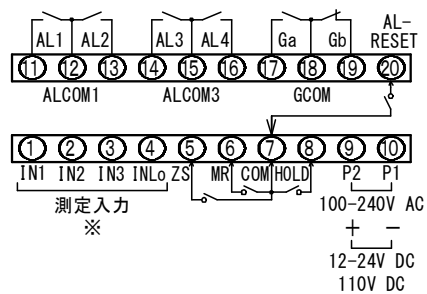 AL1 AL2 AL3 AL4 Ga Gb AL-RESET
11 12 13 14 15 16 17 18 19 20
ALCOM1 ALCOM3 GCOM
1 2 3 4 5 6 7 8 9 10
IN1 IN2 IN3 INLo ZS MR COM HOLD P2 P1
測定入力 100-240V AC
※ + −
12-24V DC
110V DC